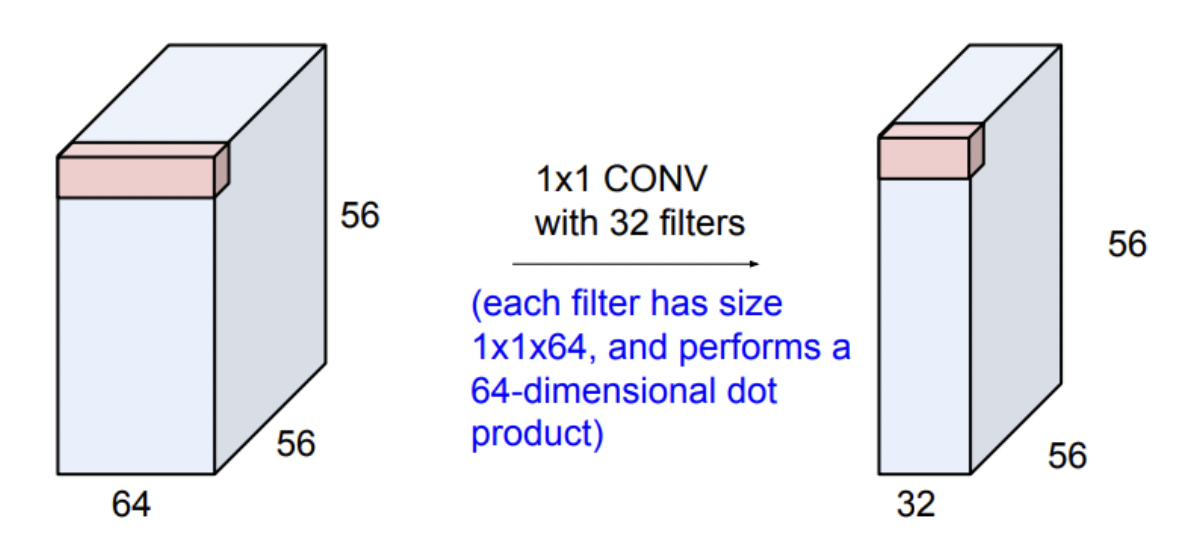 56
56
64
1x1 CONV
with 32 filters
(each filter has size
1x1x64, and performs a
64-dimensional dot
product)
56
56
32